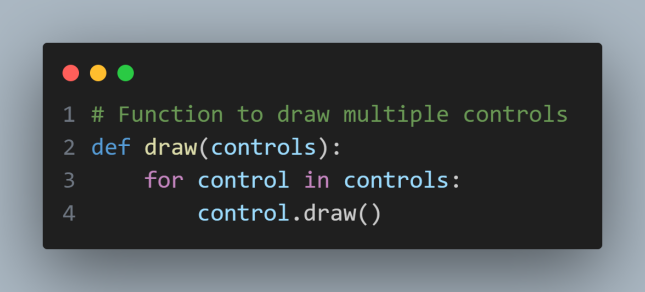 1 # Function to draw multiple controls
2 def draw(controls):
3     for control in controls:
4         control.draw()